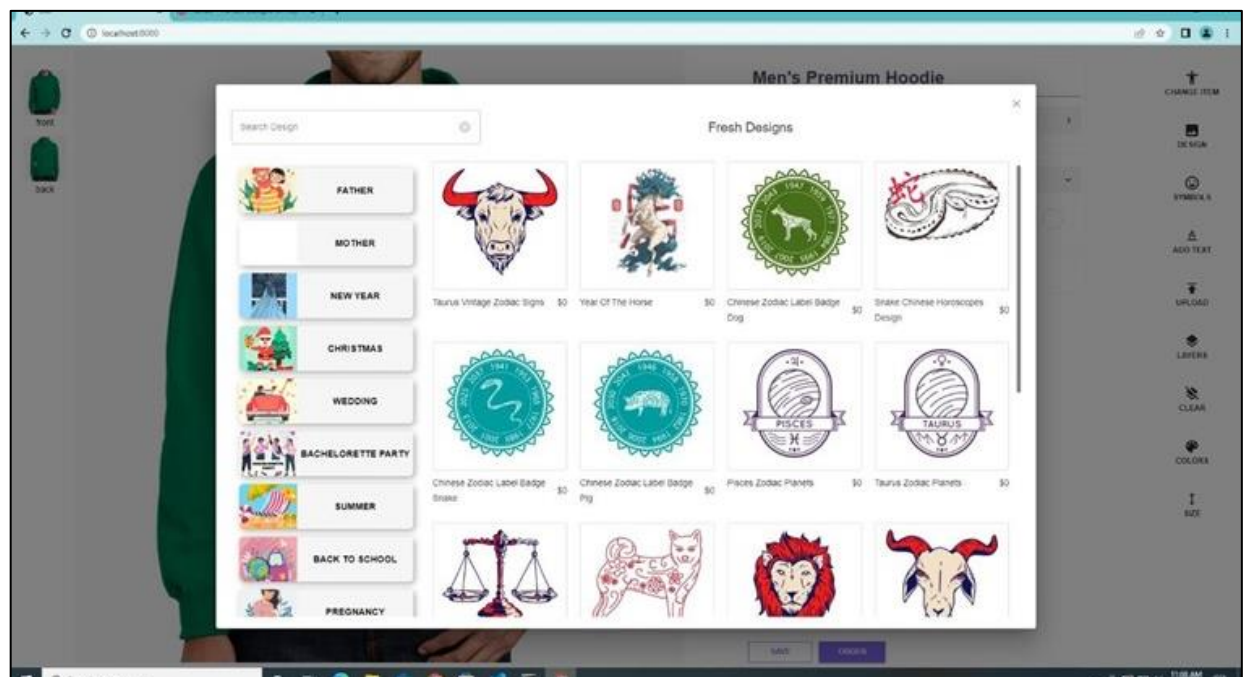 localhost:8000
Men's Premium Hoodie
front
back
CHANGE ITEM
DESIGN
SYMBOLS
ADD TEXT
UPLOAD
LAYERS
CLEAR
COLORS
SIZE
Search Design
Fresh Designs
FATHER
MOTHER
NEW YEAR
CHRISTMAS
WEDDING
BACHELORETTE PARTY
SUMMER
BACK TO SCHOOL
PREGNANCY
Taurus Vintage Zodiac Signs $0
Year Of The Horse $0
Chinese Zodiac Label Badge
Dog
$0
蛇
Snake Chinese Horoscopes
Design
$0
Chinese Zodiac Label Badge
Snake
$0
Chinese Zodiac Label Badge
Pig
$0
PISCES
Pisces Zodiac Planets $0
TAURUS
Taurus Zodiac Planets $0
SAVE
ORDER
11:08 AM